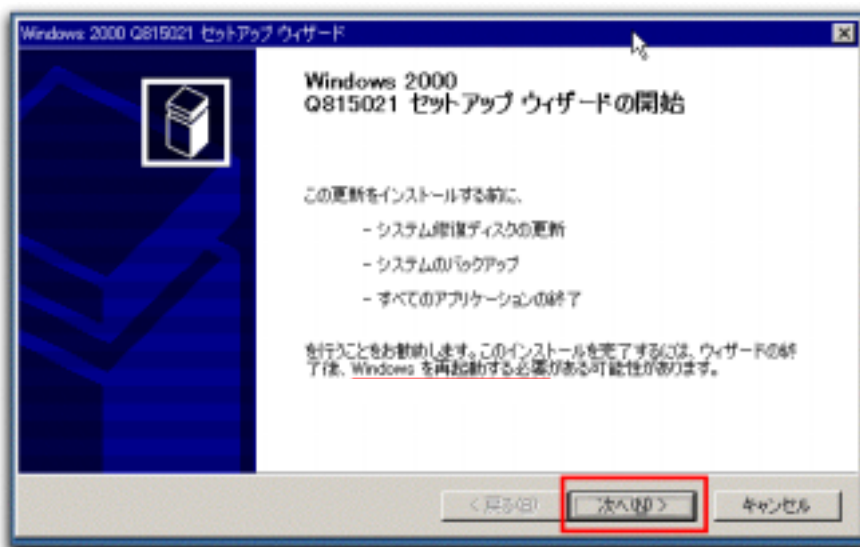 Windows 2000 Q815021 セットアップ ウィザード
Windows 2000
Q815021 セットアップ ウィザードの開始
この更新をインストールする前に、
- システム修復ディスクの更新
- システムのバックアップ
- すべてのアプリケーションの終了
を行うことをお勧めします。このインストールを完了するには、ウィザードの終
了後、Windows を再起動する必要がある可能性があります。
< 戻る(B)
次へ(N) >
キャンセル